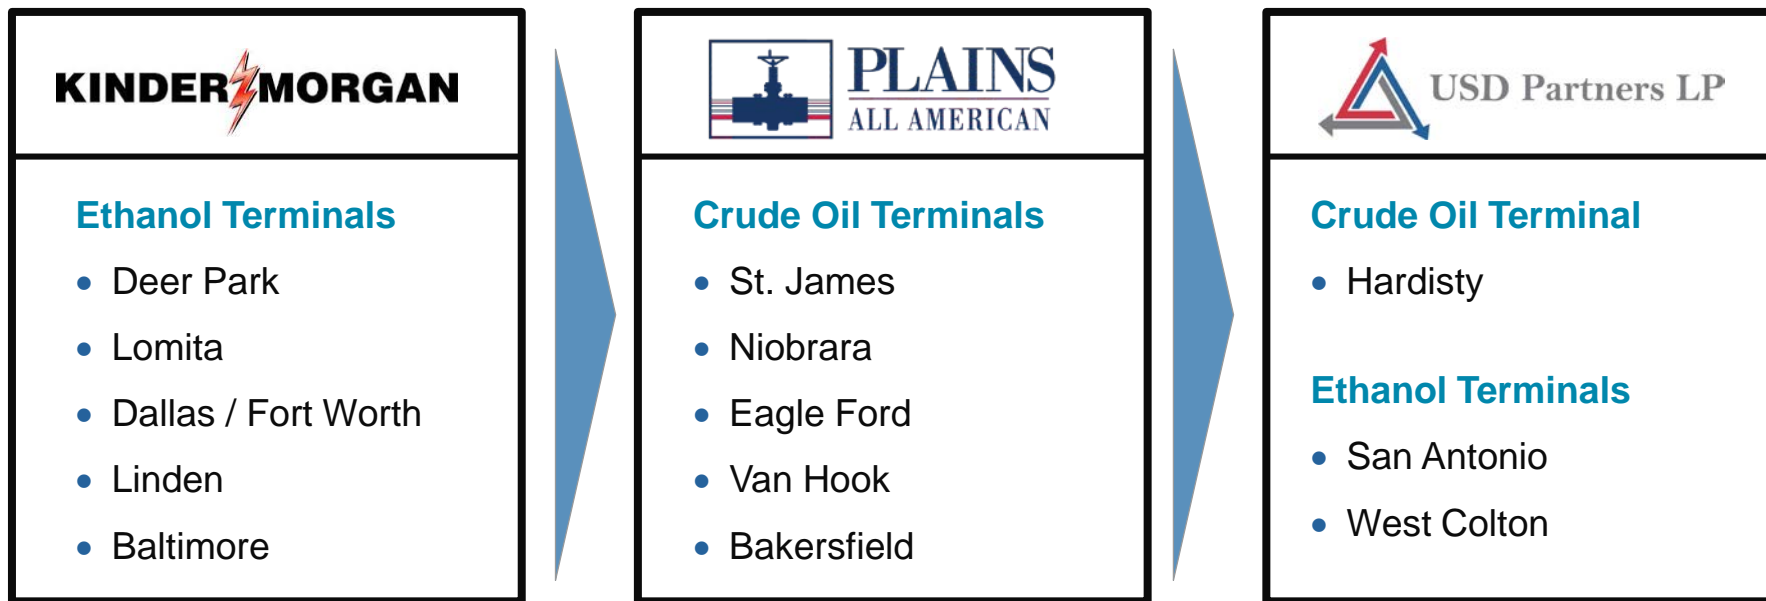 KINDER MORGAN
Ethanol Terminals
• Deer Park
• Lomita
• Dallas / Fort Worth
• Linden
• Baltimore
PLAINS
ALL AMERICAN
Crude Oil Terminals
• St. James
• Niobrara
• Eagle Ford
• Van Hook
• Bakersfield
USD Partners LP
Crude Oil Terminal
• Hardisty
Ethanol Terminals
• San Antonio
• West Colton